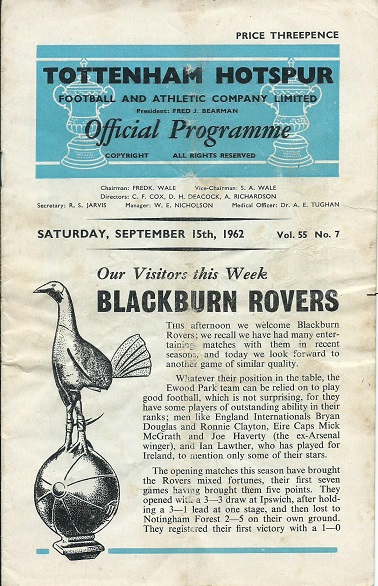 PRICE THREEPENCE
TOTTENHAM HOTSPUR
FOOTBALL AND ATHLETIC COMPANY LIMITED
President: FRED J. BEARMAN
Official Programme
COPYRIGHT ALL RIGHTS RESERVED
Chairman: FREDK. WALE Vice-Chairman: S. A. WALE
Directors: C. F. COX, D. H. DEACOCK, A. RICHARDSON
Secretary: R. S. JARVIS Manager: W. E. NICHOLSON Medical Officer: Dr. A. E. TUGHAN
SATURDAY, SEPTEMBER 15th, 1962 Vol. 55 No. 7
Our Visitors this Week
BLACKBURN ROVERS
THIS afternoon we welcome Blackburn
Rovers; we recall we have had many enter-
taining matches with them in recent
seasons, and today we look forward to
another game of similar quality.
Whatever their position in the table, the
Ewood Park team can be relied on to play
good football, which is not surprising, for they
have some players of outstanding ability in their
ranks; men like England Internationals Bryan
Douglas and Ronnie Clayton, Eire Caps Mick
McGrath and Joe Haverty (the ex-Arsenal
winger), and Ian Lawther, who has played for
Ireland, to mention only some of their stars.
The opening matches this season have brought
the Rovers mixed fortunes, their first seven
games having brought them five points. They
opened with a 3—3 draw at Ipswich, after hold-
ing a 3—1 lead at one stage, and then lost to
Notingham Forest 2—5 on their own ground.
They registered their first victory with a 1—0